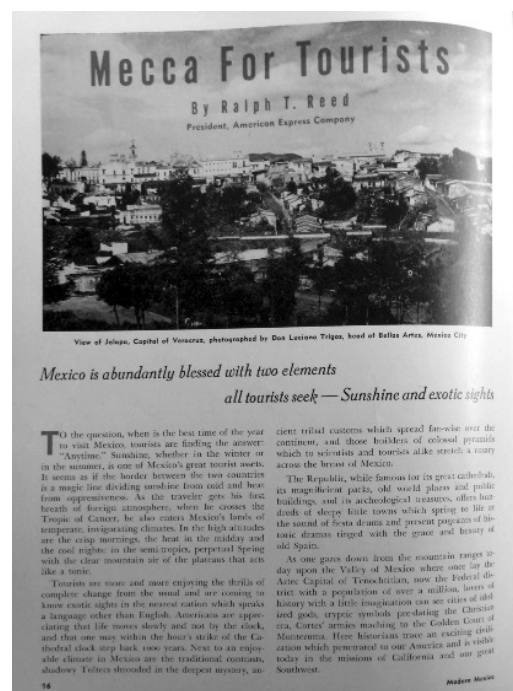 Mecca For Tourists
By Ralph T. Reed
President, American Express Company
View of Jalapa, Capital of Veracruz, photographed by Don Luciano Trigos, head of Bellas Artes, Mexico City
Mexico is abundantly blessed with two elements
all tourists seek — Sunshine and exotic sights
TO the question, when is the best time of the year
to visit Mexico, tourists are finding the answer:
"Anytime." Sunshine, whether in the winter or
in the summer, is one of Mexico's great tourist assets.
It seems as if the border between the two countries
is a magic line dividing sunshine from cold and heat
from oppressiveness. As the traveler gets his first
breath of foreign atmosphere, when he crosses the
Tropic of Cancer, he also enters Mexico's lands of
temperate, invigorating climates. In the high altitudes
are the crisp mornings, the heat in the midday and
the cool nights; in the semi-tropics, perpetual Spring
with the clear mountain air of the plateaus that acts
like a tonic.
Tourists are more and more enjoying the thrills of
complete change from the usual and are coming to
know exotic sights in the nearest nation which speaks
a language other than English. Americans are appre-
ciating that life moves slowly and not by the clock,
and that one may within the hour's strike of the Ca-
thedral clock step back 1000 years. Next to an enjoy-
able climate in Mexico are the traditional contrasts,
shadowy Toltecs shrouded in the deepest mystery, an-
cient tribal customs which spread fan-wise over the
continent, and those builders of colossal pyramids
which to scientists and tourists alike stretch a rosary
across the breast of Mexico.
The Republic, while famous for its great cathedrals,
its magnificent parks, old world plazas and public
buildings, and its archeological treasures, offers hun-
dreds of sleepy little towns which spring to life at
the sound of fiesta drums and present pageants of his-
toric dramas tinged with the grace and beauty of
old Spain.
As one gazes down from the mountain ranges to-
day upon the Valley of Mexico where once lay the
Aztec Capital of Tenochtitlan, now the Federal dis-
trict with a population of over a million, lovers of
history with a little imagination can see cities of idol
ized gods, cryptic symbols pre-dating the Christian
era, Cortes' armies maching to the Golden Court of
Montezuma. Here historians trace an exciting civili-
zation which penetrated to our America and is visible
today in the missions of California and our great
Southwest.
16
Modern Mexico